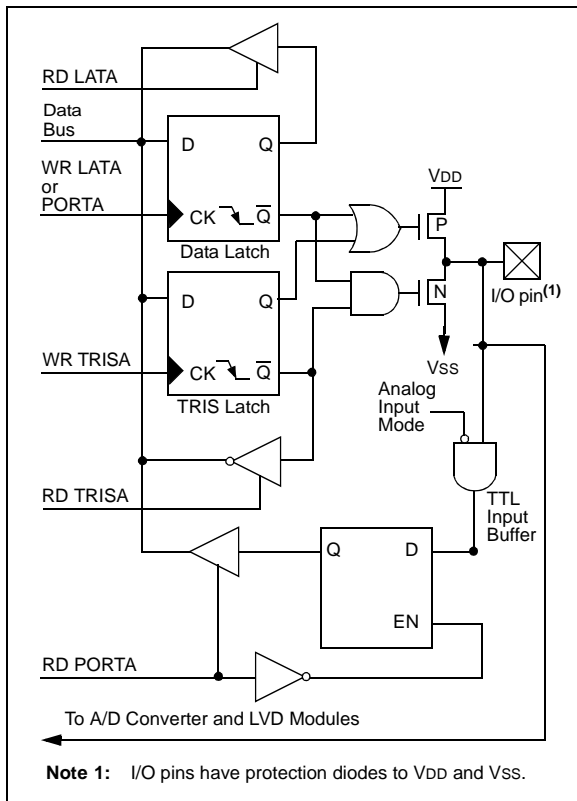 RD LATA
Data
Bus
D Q
WR LATA
or
PORTA
CK Q
Data Latch
VDD
P
N
I/O pin(1)
VSS
D Q
WR TRISA
CK Q
TRIS Latch
Analog
Input
Mode
RD TRISA
TTL
Input
Buffer
Q D
EN
RD PORTA
To A/D Converter and LVD Modules
Note 1: I/O pins have protection diodes to VDD and VSS.